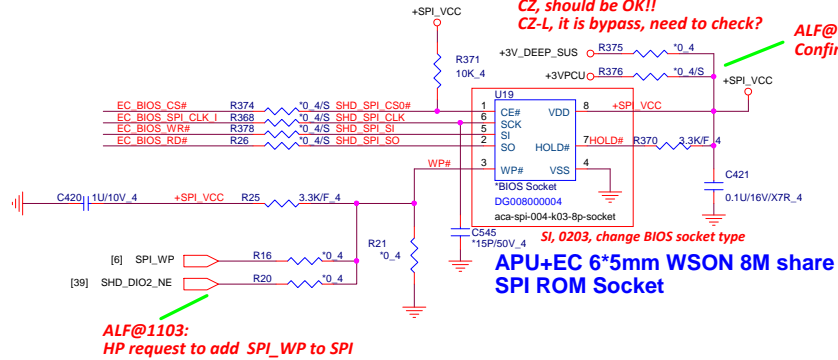 CZ, should be OK!!
CZ-L, it is bypass, need to check?
ALF@
Confir
+SPI_VCC
R371
10K_4
+3V_DEEP_SUS R375 *0_4
+3VPCU R376 *0_4/S
+SPI_VCC
U19
EC_BIOS_CS# R374 *0_4/S SHD_SPI_CS0# 1 CE# VDD 8 +SPI_VCC
EC_BIOS_SPI_CLK_I R368 *0_4/S SHD_SPI_CLK 6 SCK
EC_BIOS_WR# R378 *0_4/S SHD_SPI_SI 5 SI
EC_BIOS_RD# R26 *0_4/S SHD_SPI_SO 2 SO HOLD# 7 HOLD# R370 3.3K/F_4
WP# 3 WP# VSS 4
*BIOS Socket
DG008000004
aca-spi-004-k03-8p-socket
C421
0.1U/16V/X7R_4
C420 1U/10V_4 +SPI_VCC R25 3.3K/F_4
C545
*15P/50V_4
SI, 0203, change BIOS socket type
R21
*0_4
[6] SPI_WP R16 *0_4
[39] SHD_DIO2_NE R20 *0_4
APU+EC 6*5mm WSON 8M share
SPI ROM Socket
ALF@1103:
HP request to add SPI_WP to SPI